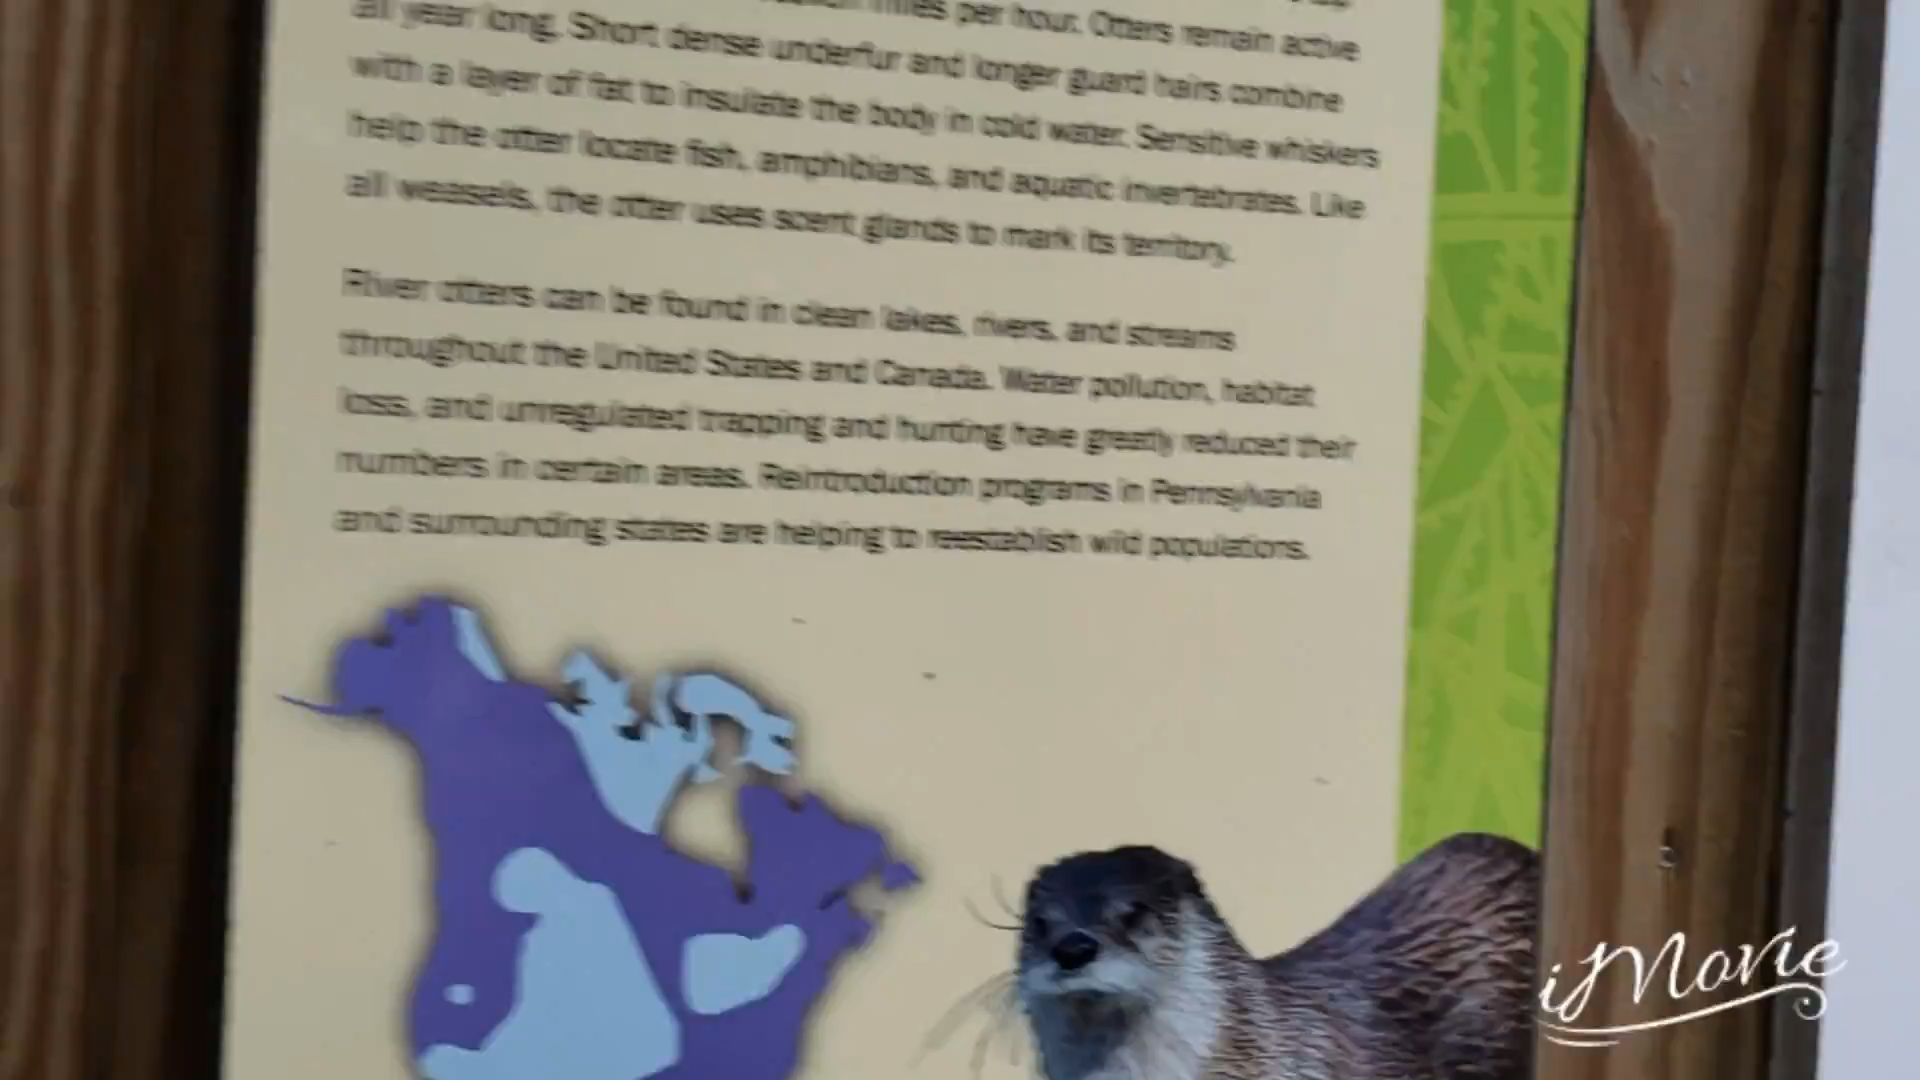 miles per hour. Otters remain active
all year long. Short dense underfur and longer guard hairs combine
with a layer of fat to insulate the body in cold water. Sensitive whiskers
help the otter locate fish, amphibians, and aquatic invertebrates. Like
all weasels, the otter uses scent glands to mark its territory.
River otters can be found in clean lakes, rivers, and streams
throughout the United States and Canada. Water pollution, habitat
loss, and unregulated trapping and hunting have greatly reduced their
numbers in certain areas. Reintroduction programs in Pennsylvania
and surrounding states are helping to reestablish wild populations.
iMovie